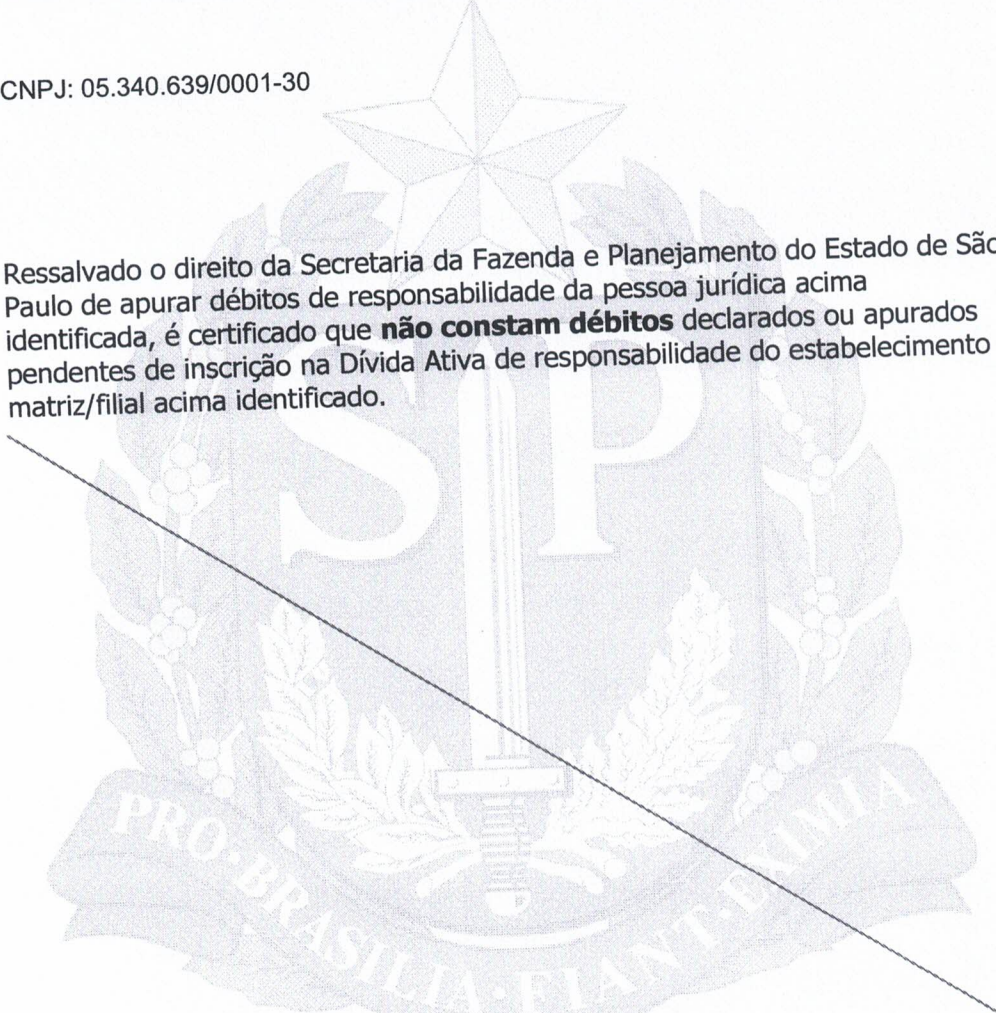 CNPJ: 05.340.639/0001-30
Ressalvado o direito da Secretaria da Fazenda e Planejamento do Estado de São
Paulo de apurar débitos de responsabilidade da pessoa jurídica acima
identificada, é certificado que não constam débitos declarados ou apurados
pendentes de inscrição na Dívida Ativa de responsabilidade do estabelecimento
matriz/filial acima identificado.
SP
PRO·BRASILIA·FIANT·EXIMIA